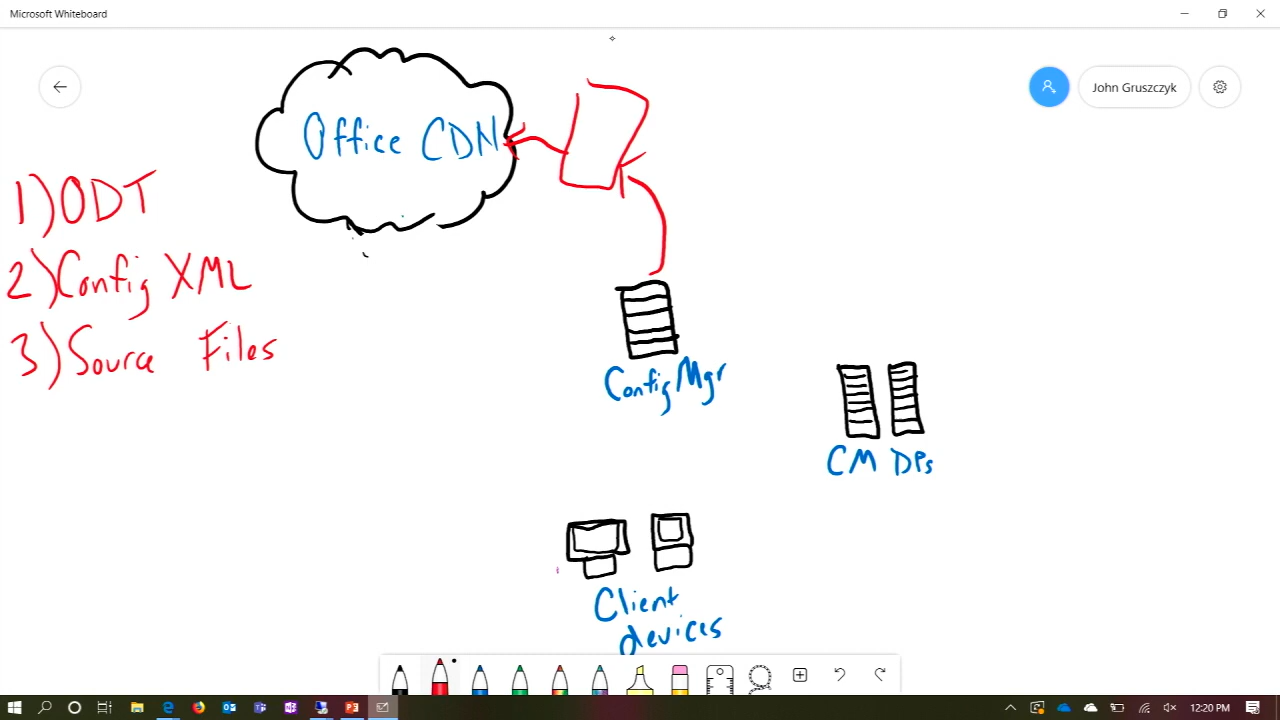 Microsoft Whiteboard
John Gruszczyk
Office CDN
1) ODT
2) Config XML
3) Source Files
ConfigMgr
CM DPs
Client
devices
12:20 PM